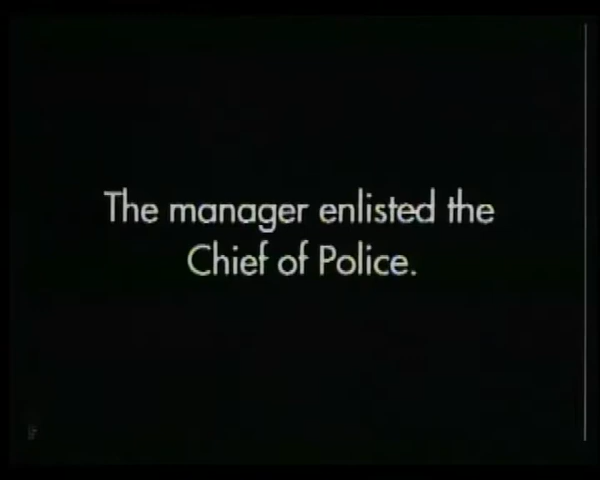 The manager enlisted the
Chief of Police.